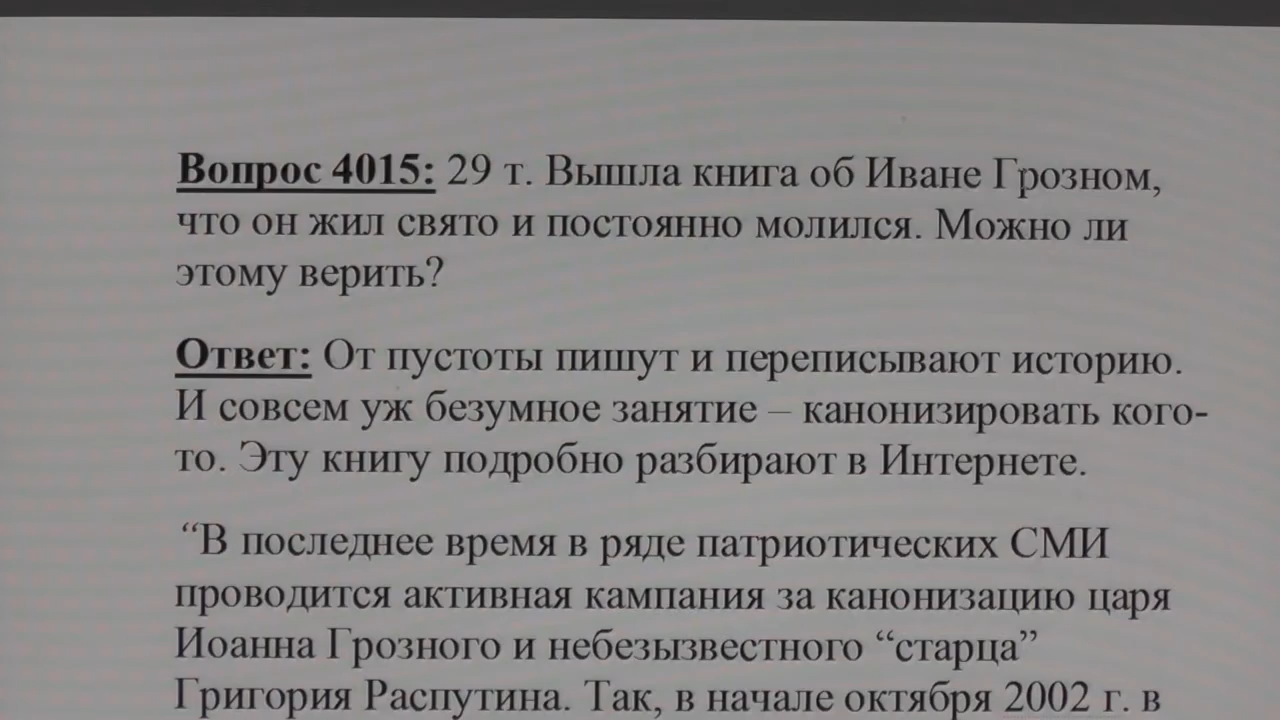 Вопрос 4015: 29 т. Вышла книга об Иване Грозном,
что он жил свято и постоянно молился. Можно ли
этому верить?
Ответ: От пустоты пишут и переписывают историю.
И совсем уж безумное занятие – канонизировать кого-
то. Эту книгу подробно разбирают в Интернете.
“В последнее время в ряде патриотических СМИ
проводится активная кампания за канонизацию царя
Иоанна Грозного и небезызвестного “старца”
Григория Распутина. Так, в начале октября 2002 г. в